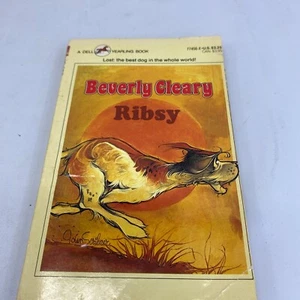 A DELL YEARLING BOOK
Lost: the best dog in the whole world!
Beverly Cleary
Ribsy